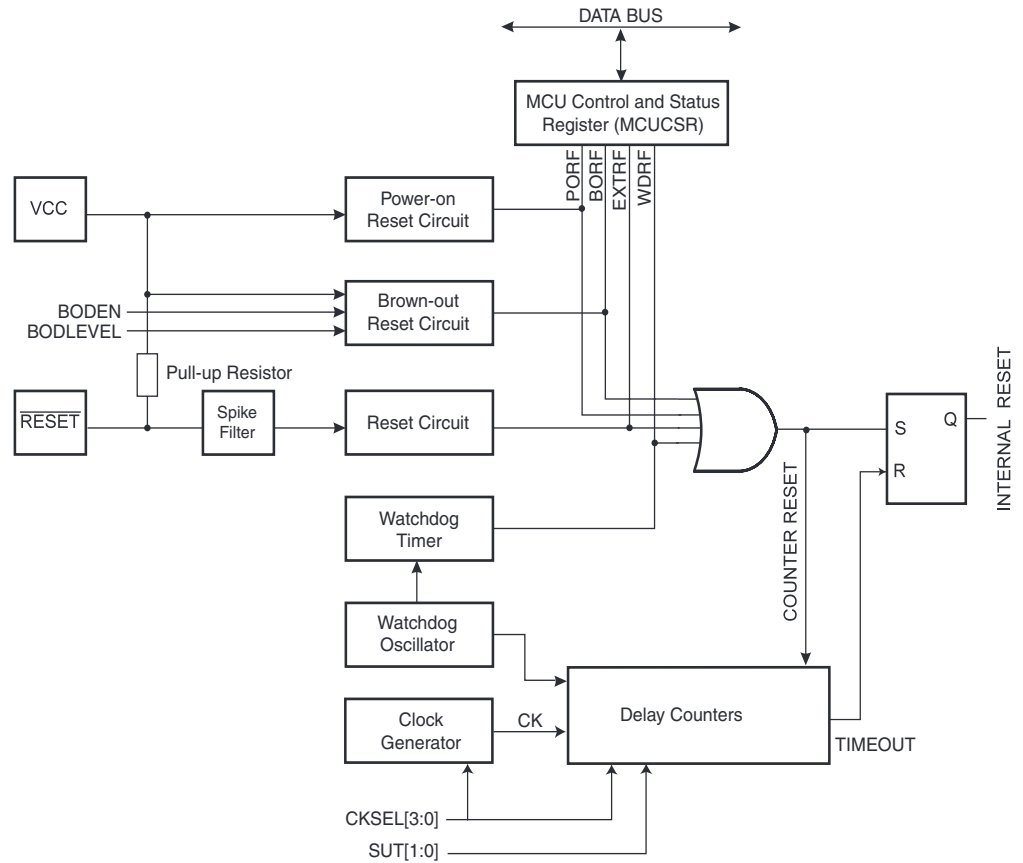 DATA BUS
MCU Control and Status
Register (MCUCSR)
PORF
BORF
EXTRF
WDRF
VCC
Power-on
Reset Circuit
BODEN
BODLEVEL
Brown-out
Reset Circuit
Pull-up Resistor
RESET
Spike
Filter
Reset Circuit
S
Q
R
INTERNAL RESET
Watchdog
Timer
COUNTER RESET
Watchdog
Oscillator
Clock
Generator
CK
Delay Counters
TIMEOUT
CKSEL[3:0]
SUT[1:0]